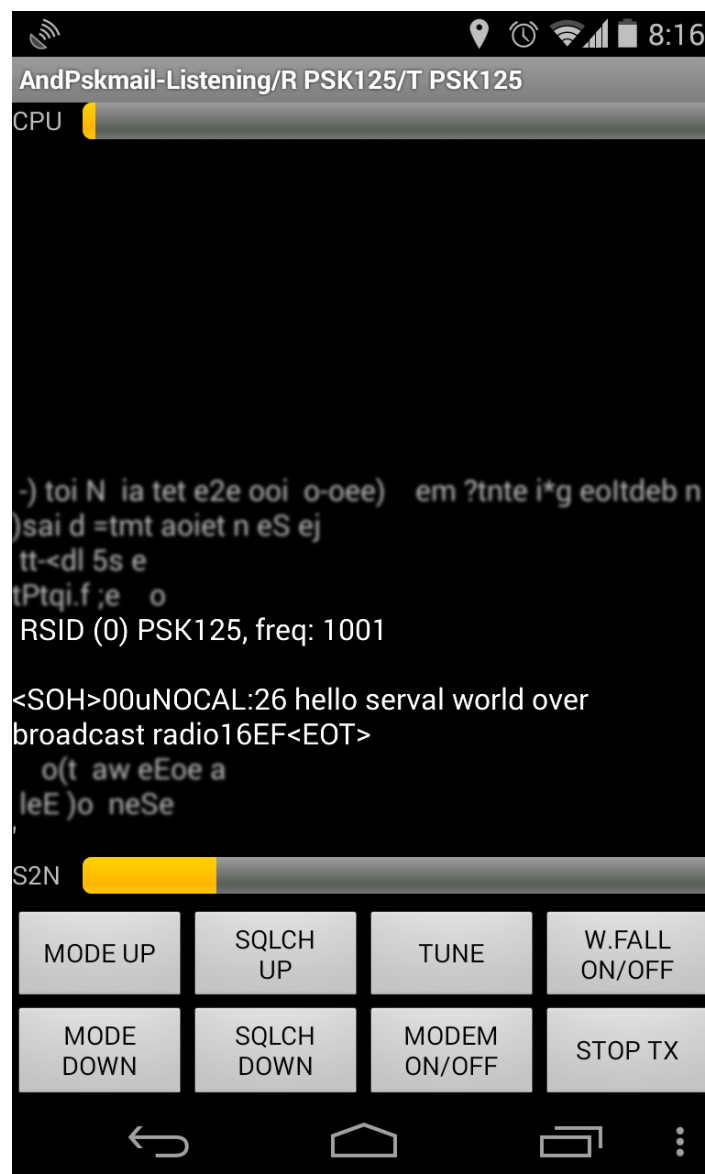 8:16
AndPskmail-Listening/R PSK125/T PSK125
CPU
-) toi N ia tet e2e ooi o-oee) em ?tnte i*g eoltdeb n
)sai d =tmt aoiet n eS ej
tt-<dl 5s e
tPtqi.f ;e o
RSID (0) PSK125, freq: 1001
<SOH>00uNOCAL:26 hello serval world over
broadcast radio16EF<EOT>
o(t aw eEoe a
leE )o neSe
'
S2N
MODE UP
SQLCH
UP
TUNE
W.FALL
ON/OFF
MODE
DOWN
SQLCH
DOWN
MODEM
ON/OFF
STOP TX